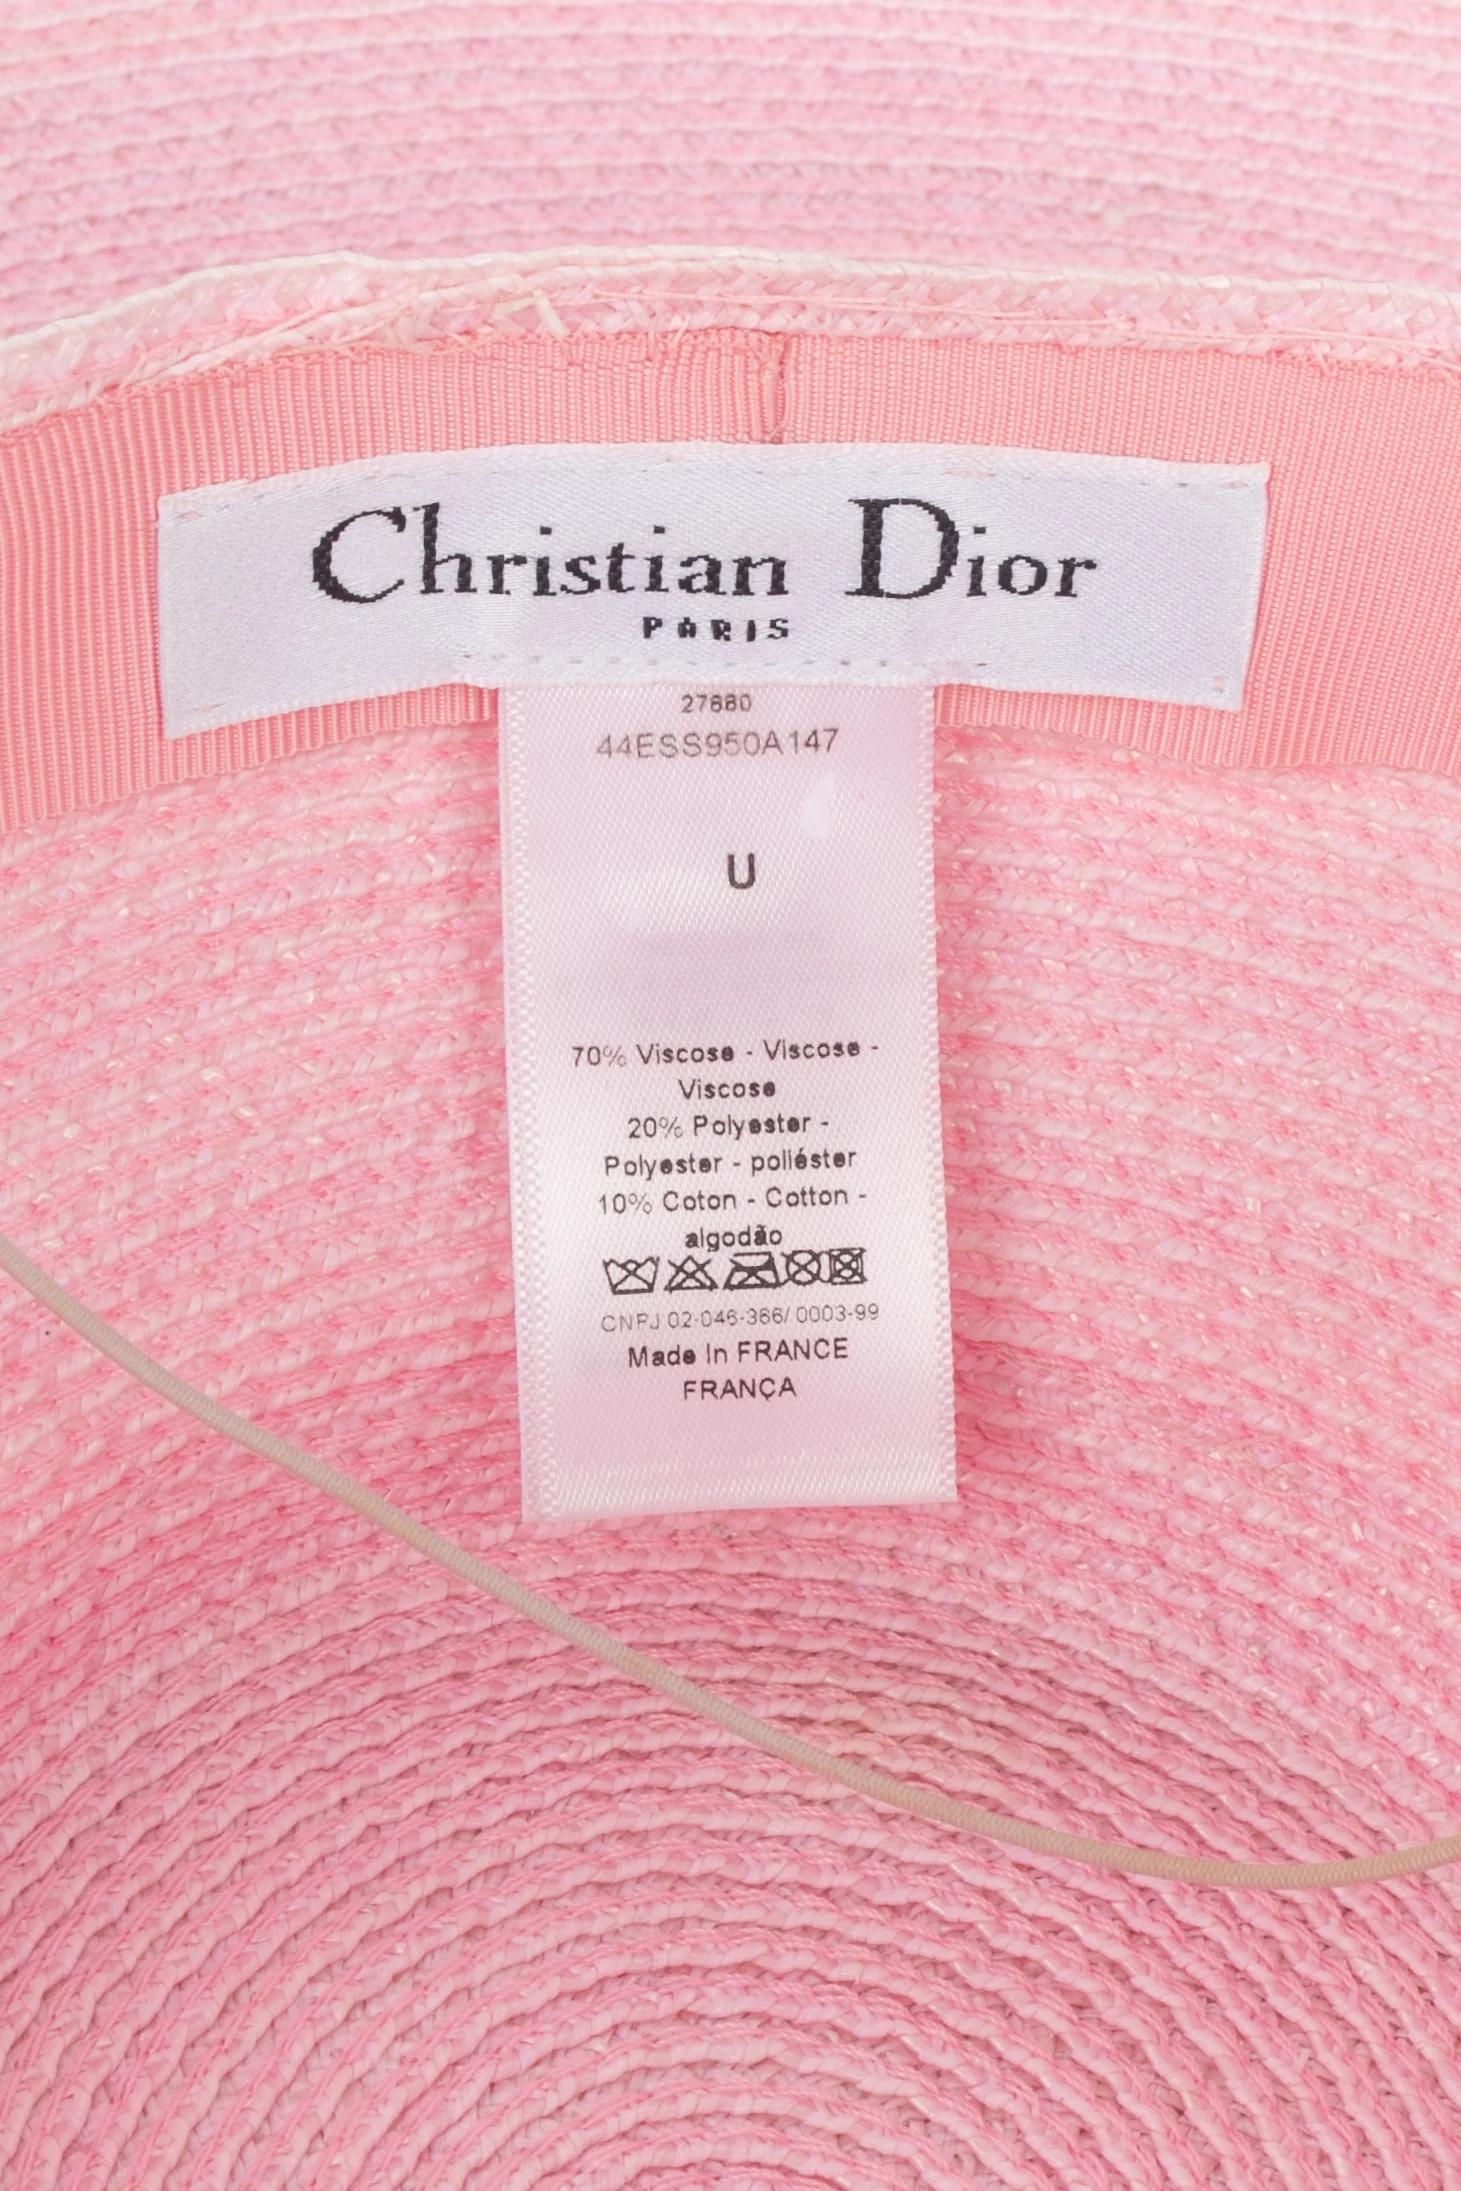 Christian Dior
PARIS
27680
44ESS950A147
U
70% Viscose - Viscose -
Viscose
20% Polyester -
Polyester - poliéster
10% Coton - Cotton -
algodão
CNPJ 02-046-366/ 0003-99
Made In FRANCE
FRANÇA